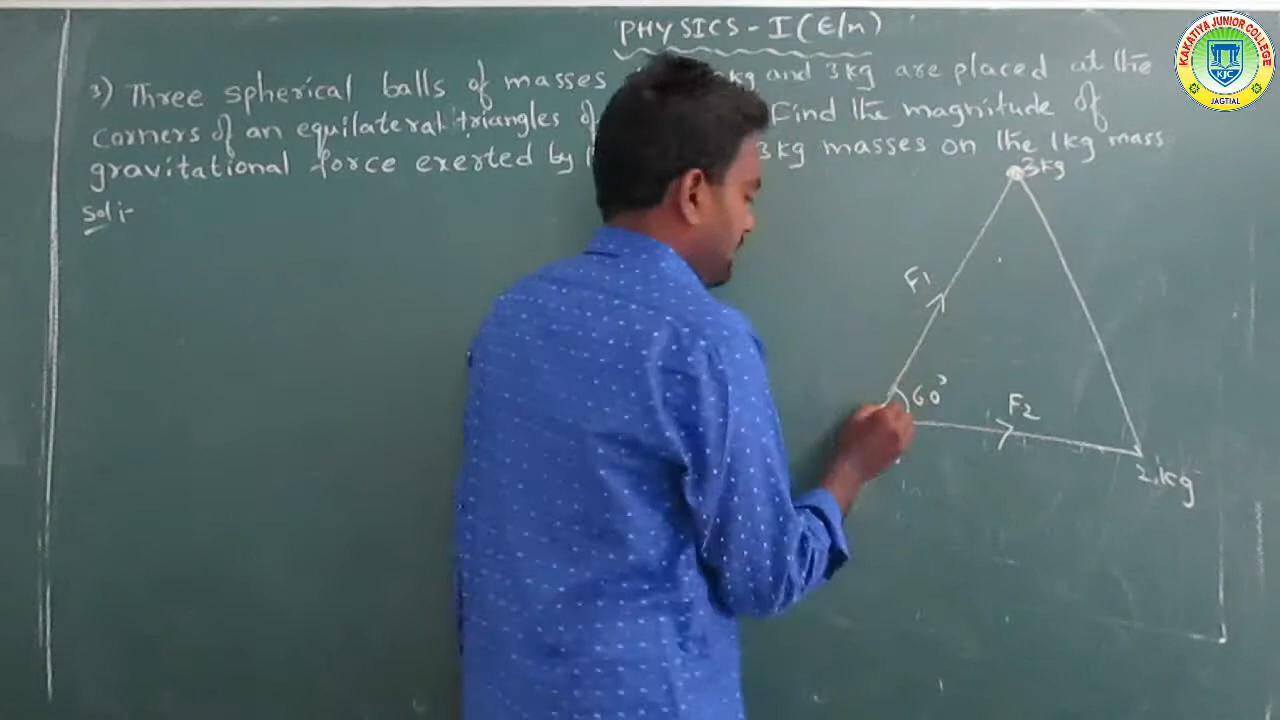 PHYSICS - I (E/m)
3) Three spherical balls of masses kg and 3kg are placed at the
corners of an equilateral triangles of Find the magnitude of
gravitational force exerted by 3kg masses on the 1kg mass
Sol:-
3kg
F1
60°
F2
2kg
KAKATIYA JUNIOR COLLEGE
KJC
JAGTIAL